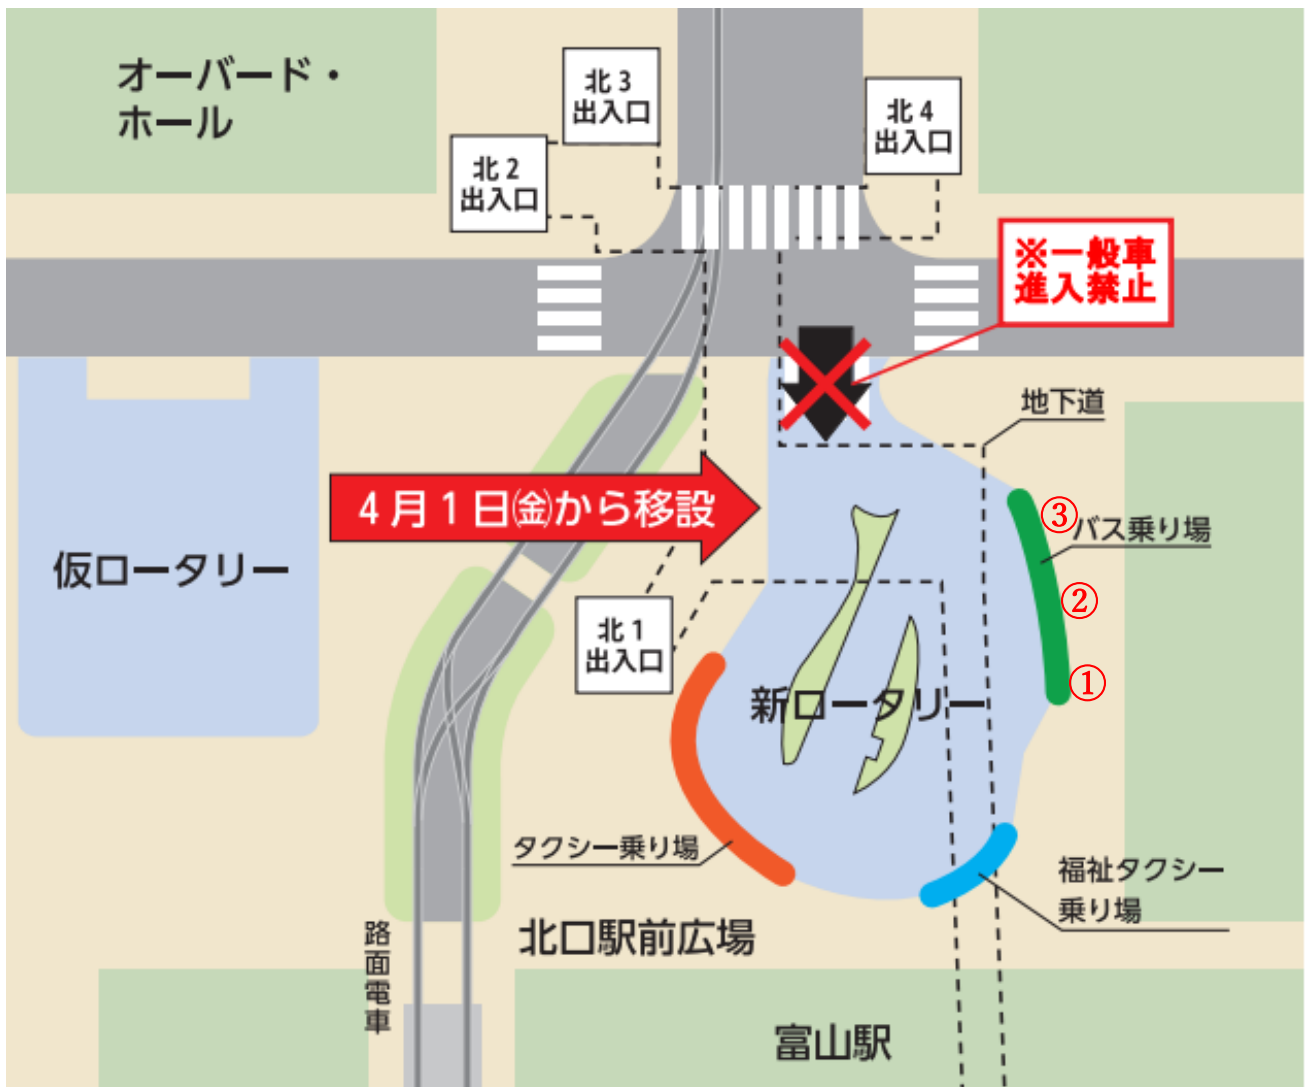 オーバード・
ホール
北3
出入口
北4
出入口
北2
出入口
※一般車
進入禁止
地下道
4月1日㈮から移設
③
バス乗り場
仮ロータリー
②
北1
出入口
①
新ロータリー
タクシー乗り場
福祉タクシー
乗り場
北口駅前広場
路面電車
富山駅